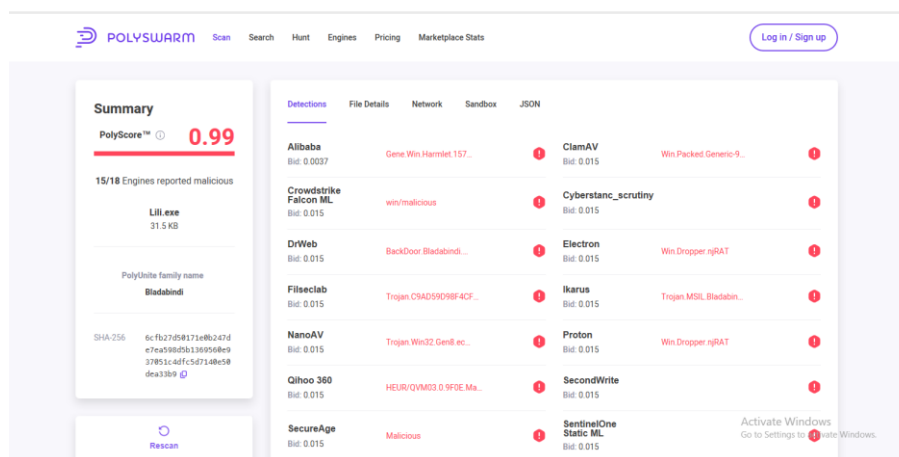 POLYSWARM Scan Search Hunt Engines Pricing Marketplace Stats Log in / Sign up
Summary
PolyScore™ 0.99
15/18 Engines reported malicious
Lili.exe
31.5 KB
PolyUnite family name
Bladabindi
SHA-256 6cfb27d50171e0b247d
e7ea598d5b1369560e9
37051c4dfc5d7140e50
dea33b9
Rescan
Detections File Details Network Sandbox JSON
Alibaba
Bid: 0.0037
Gene.Win.Harmlet.157...
ClamAV
Bid: 0.015
Win.Packed.Generic-9...
Crowdstrike
Falcon ML
Bid: 0.015
win/malicious
Cyberstanc_scrutiny
Bid: 0.015
DrWeb
Bid: 0.015
BackDoor.Bladabindi....
Electron
Bid: 0.015
Win.Dropper.njRAT
Filseclab
Bid: 0.015
Trojan.C9AD59D98F4CF...
Ikarus
Bid: 0.015
Trojan.MSIL.Bladabin...
NanoAV
Bid: 0.015
Trojan.Win32.Gen8.ec...
Proton
Bid: 0.015
Win.Dropper.njRAT
Qihoo 360
Bid: 0.015
HEUR/QVM03.0.9F0E.Ma...
SecondWrite
Bid: 0.015
SecureAge
Bid: 0.015
Malicious
SentinelOne
Static ML
Bid: 0.015
Activate Windows
Go to Settings to activate Windows.